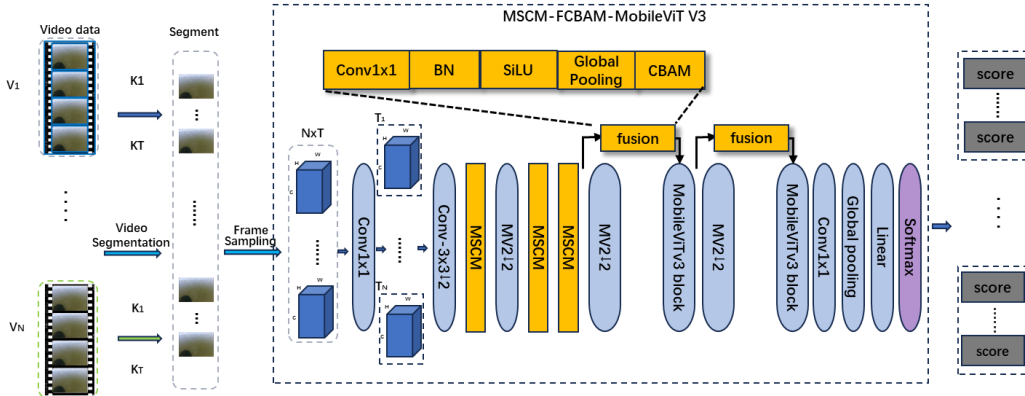 MSCM-FCBAM-MobileViT V3
Video data
Segment
V1
K1
KT
Conv1x1
BN
SiLU
Global
Pooling
CBAM
fusion
fusion
NxT
T1
H
W
C
H
W
C
Video
Segmentation
Frame
Sampling
Conv1x1
Conv-3x3↓2
MSCM
MV2↓2
MSCM
MSCM
MV2↓2
MobileViTv3 block
MV2↓2
MobileViTv3 block
Conv1x1
Global pooling
Linear
Softmax
TN
H
W
C
H
W
C
VN
K1
KT
score
score
score
score